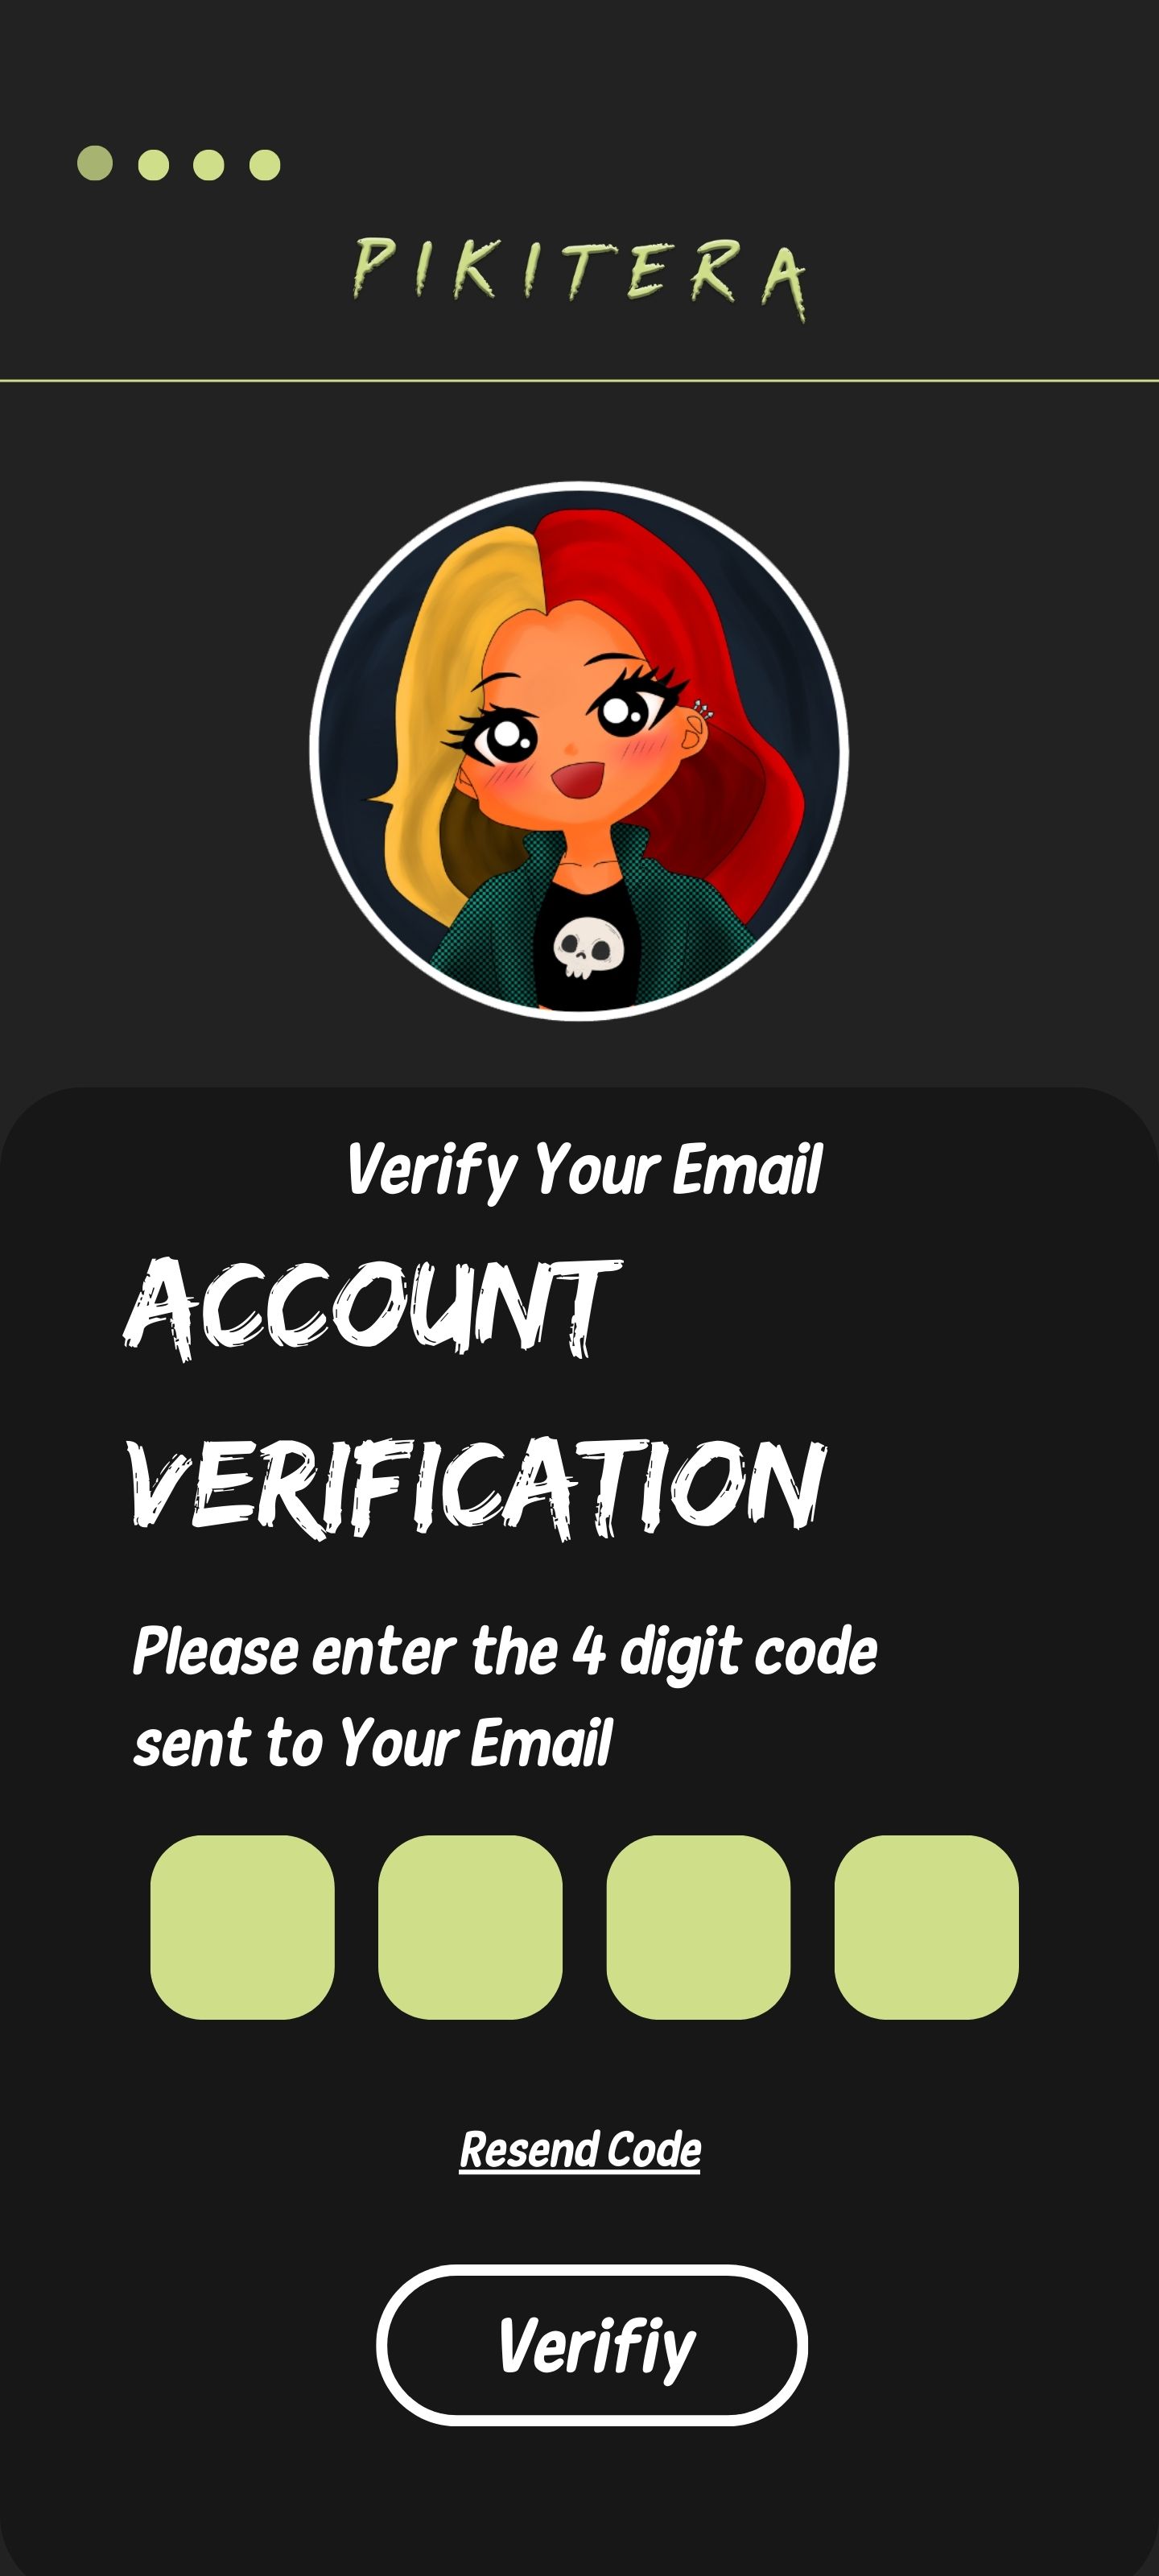 PIKITERA
Verify Your Email
ACCOUNT
VERIFICATION
Please enter the 4 digit code
sent to Your Email
Resend Code
Verifiy